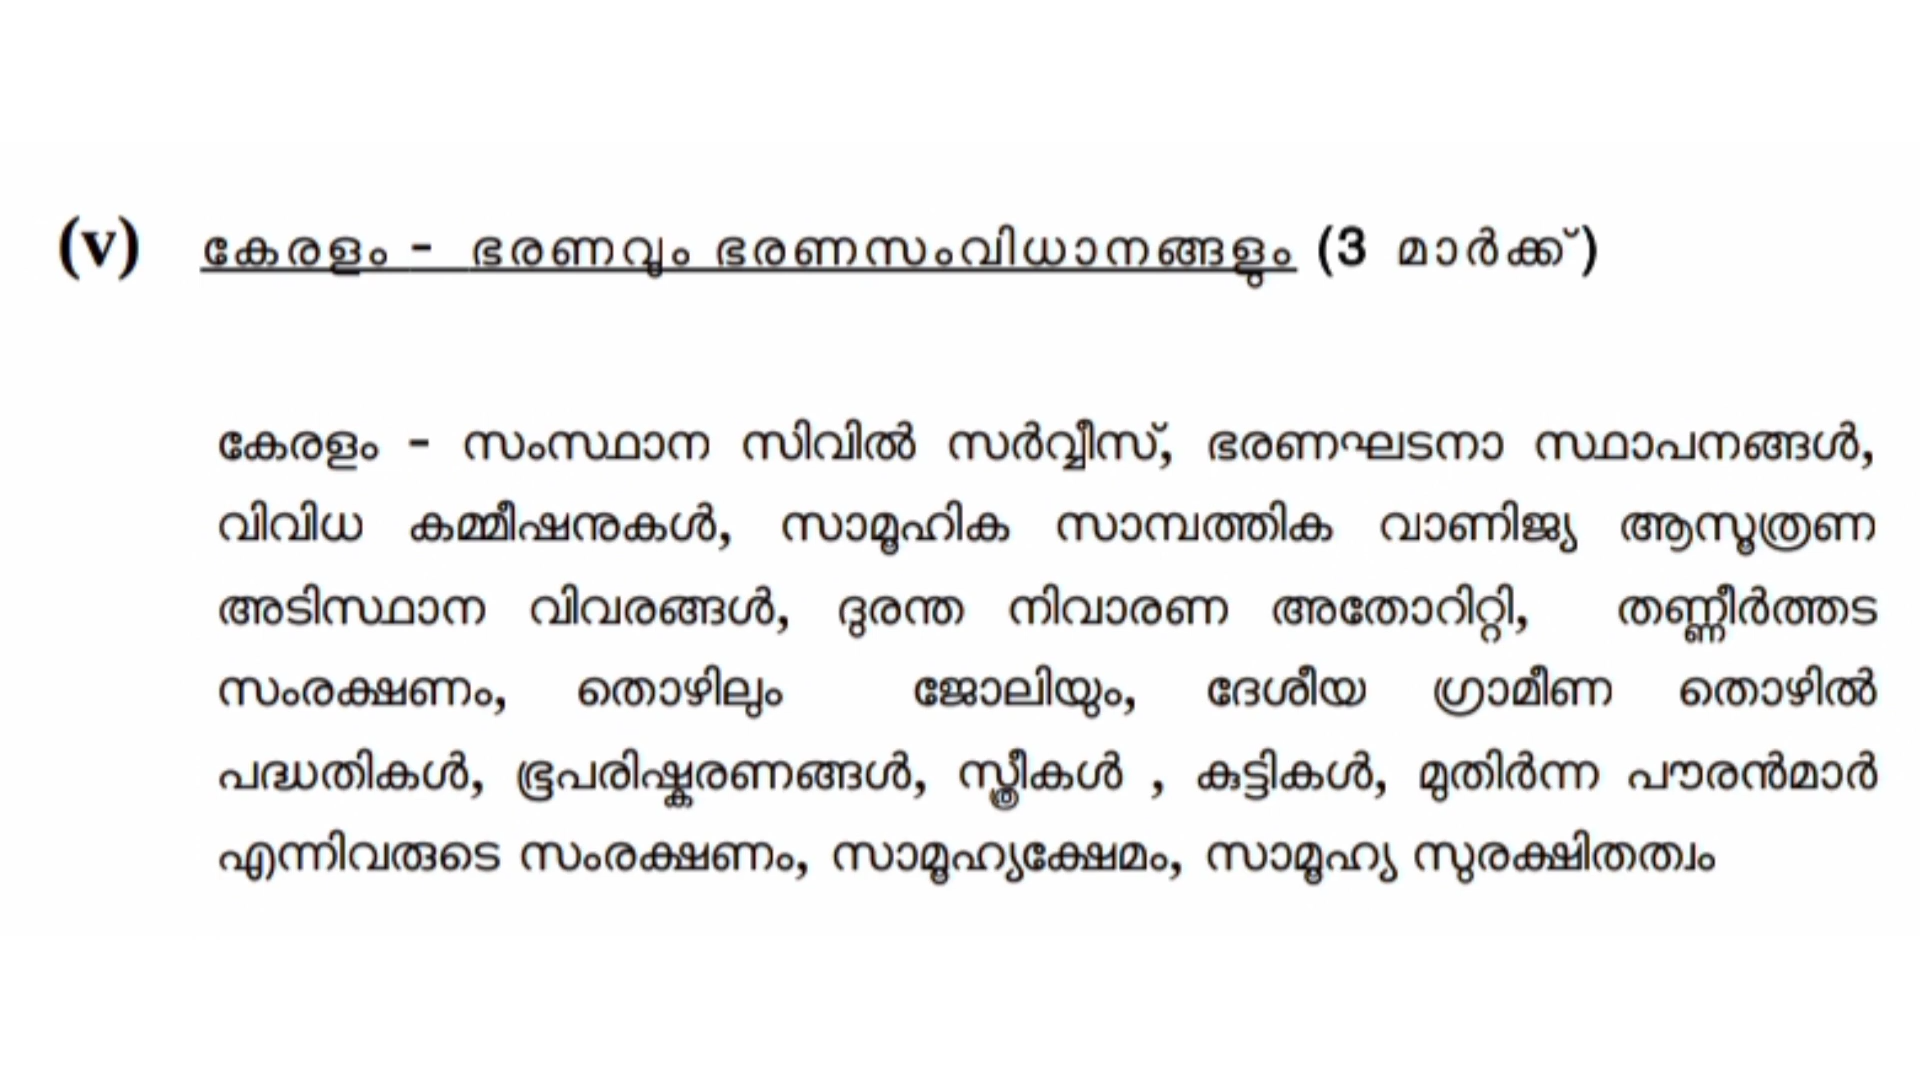 (v) കേരളം - ഭരണവും ഭരണസംവിധാനങ്ങളും (3 മാർക്ക്)
കേരളം - സംസ്ഥാന സിവിൽ സർവ്വീസ്, ഭരണഘടനാ സ്ഥാപനങ്ങൾ,
വിവിധ കമ്മീഷനുകൾ, സാമൂഹിക സാമ്പത്തിക വാണിജ്യ ആസൂത്രണ
അടിസ്ഥാന വിവരങ്ങൾ, ദുരന്ത നിവാരണ അതോറിറ്റി, തണ്ണീർത്തട
സംരക്ഷണം, തൊഴിലും ജോലിയും, ദേശീയ ഗ്രാമീണ തൊഴിൽ
പദ്ധതികൾ, ഭൂപരിഷ്കരണങ്ങൾ, സ്ത്രീകൾ , കുട്ടികൾ, മുതിർന്ന പൗരൻമാർ
എന്നിവരുടെ സംരക്ഷണം, സാമൂഹ്യക്ഷേമം, സാമൂഹ്യ സുരക്ഷിതത്വം